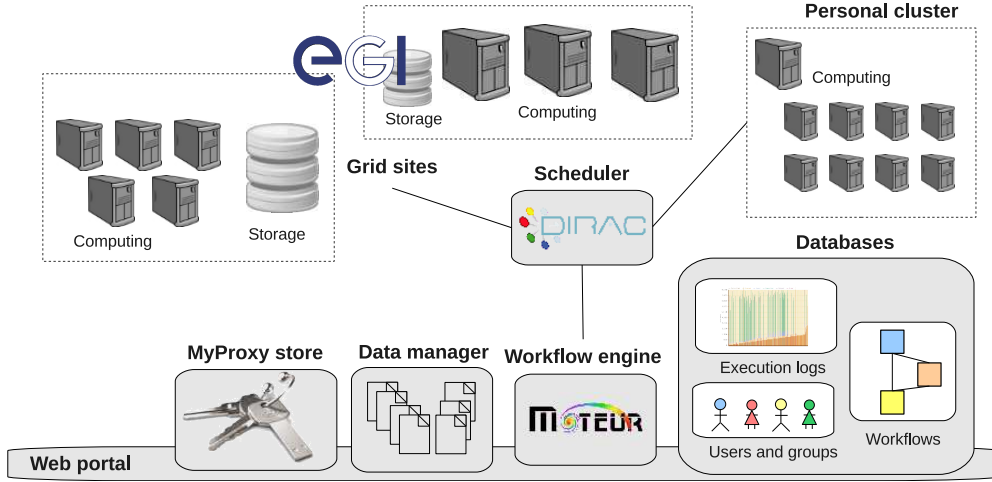 Personal cluster
eGI
Computing
Storage
Computing
Grid sites
Scheduler
DIRAC
Computing
Storage
Databases
MyProxy store
Data manager
Workflow engine
Execution logs
MOTEUR
Users and groups
Workflows
Web portal